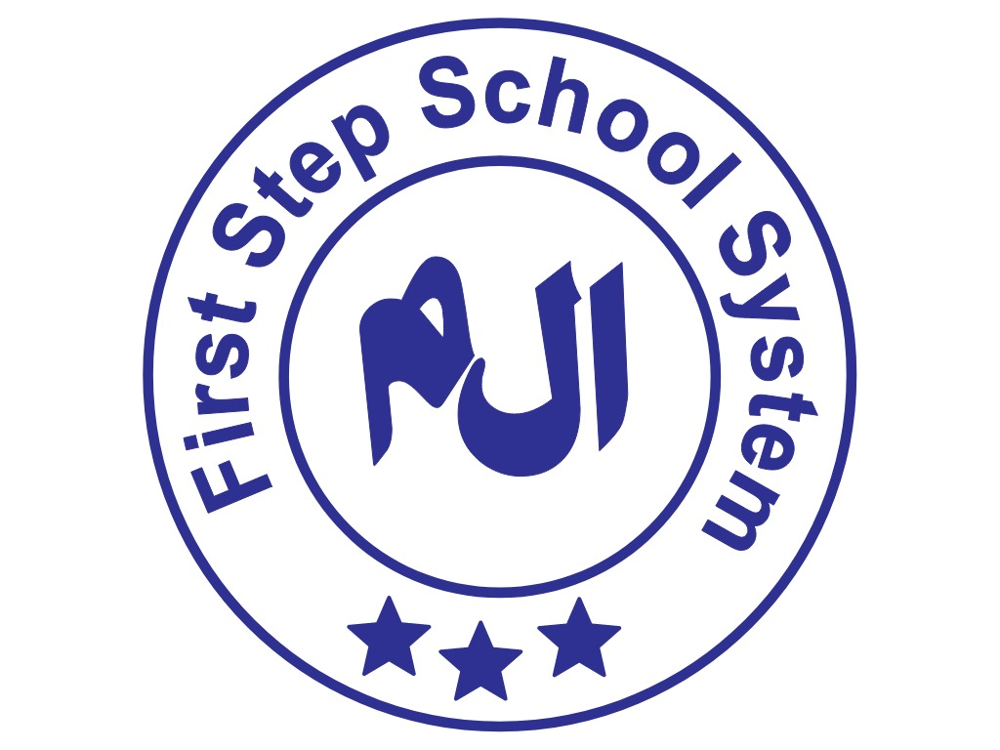 First Step School System
الم